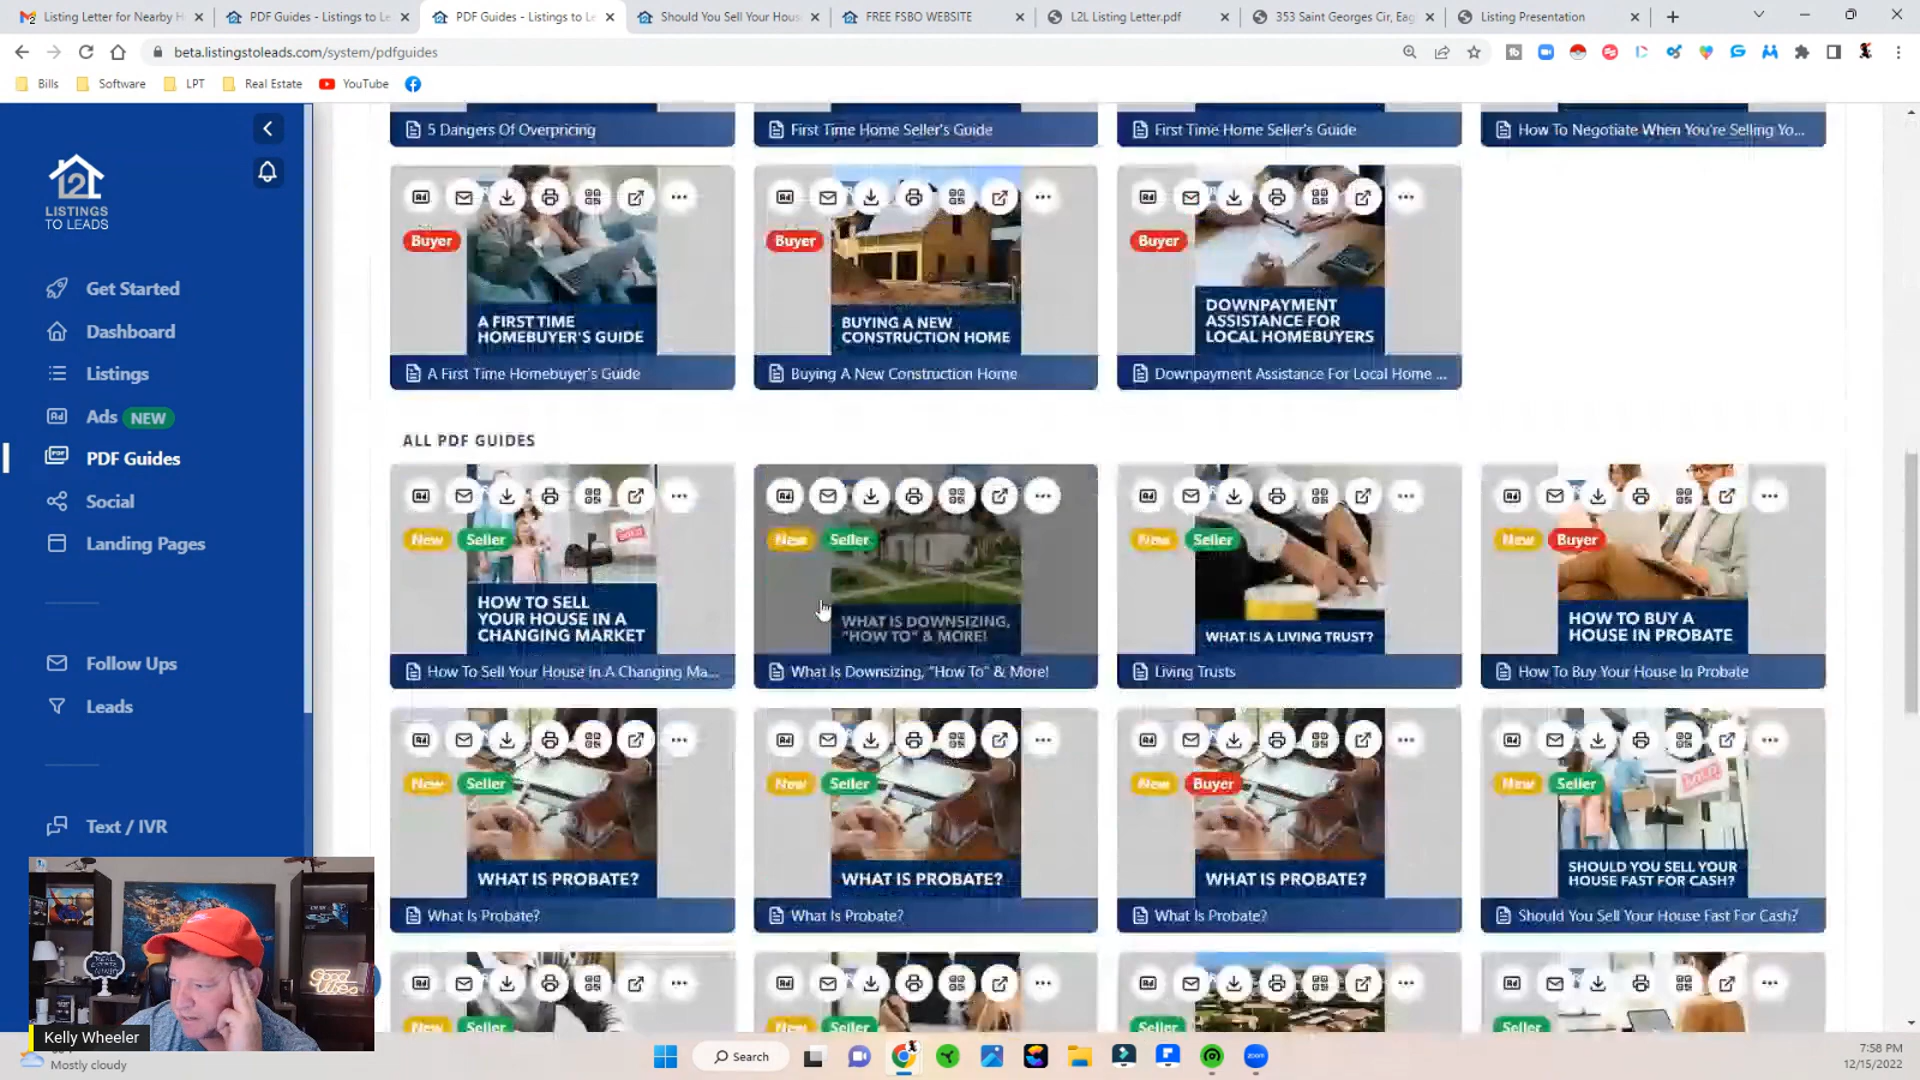 Listing Letter for Nearby H
PDF Guides - Listings to Le
PDF Guides - Listings to Le
Should You Sell Your Hous
FREE FSBO WEBSITE
L2L Listing Letter.pdf
353 Saint Georges Cir, Eag
Listing Presentation
beta.listingstoleads.com/system/pdfguides
Bills
Software
LPT
Real Estate
YouTube
LISTINGS
TO LEADS
Get Started
Dashboard
Listings
Ads NEW
PDF Guides
Social
Landing Pages
Follow Ups
Leads
Text / IVR
5 Dangers Of Overpricing
First Time Home Seller's Guide
First Time Home Seller's Guide
How To Negotiate When You're Selling Yo...
Buyer
A FIRST TIME
HOMEBUYER'S GUIDE
A First Time Homebuyer's Guide
Buyer
BUYING A NEW
CONSTRUCTION HOME
Buying A New Construction Home
Buyer
DOWNPAYMENT
ASSISTANCE FOR
LOCAL HOMEBUYERS
Downpayment Assistance For Local Home ...
ALL PDF GUIDES
New Seller
HOW TO SELL
YOUR HOUSE IN A
CHANGING MARKET
How To Sell Your House In A Changing Ma...
New Seller
WHAT IS DOWNSIZING,
"HOW TO" & MORE!
What Is Downsizing, "How To" & More!
New Seller
WHAT IS A LIVING TRUST?
Living Trusts
New Buyer
HOW TO BUY A
HOUSE IN PROBATE
How To Buy Your House In Probate
New Seller
WHAT IS PROBATE?
What Is Probate?
New Seller
WHAT IS PROBATE?
What Is Probate?
New Buyer
WHAT IS PROBATE?
What Is Probate?
New Seller
SOLD
SHOULD YOU SELL YOUR
HOUSE FAST FOR CASH?
Should You Sell Your House Fast For Cash?
New Seller
New Seller
Seller
Seller
Kelly Wheeler
Mostly cloudy
Search
7:58 PM
12/15/2022